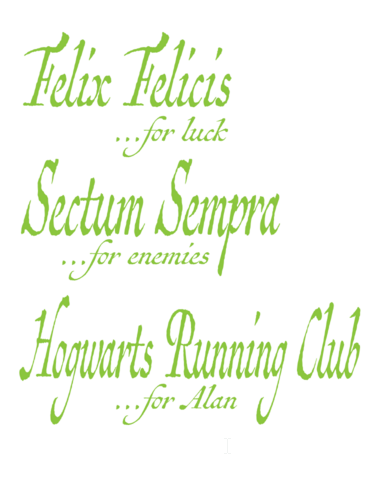 Felix Felicis
...for luck
Sectum Sempra
...for enemies
Hogwarts Running Club
...for Alan